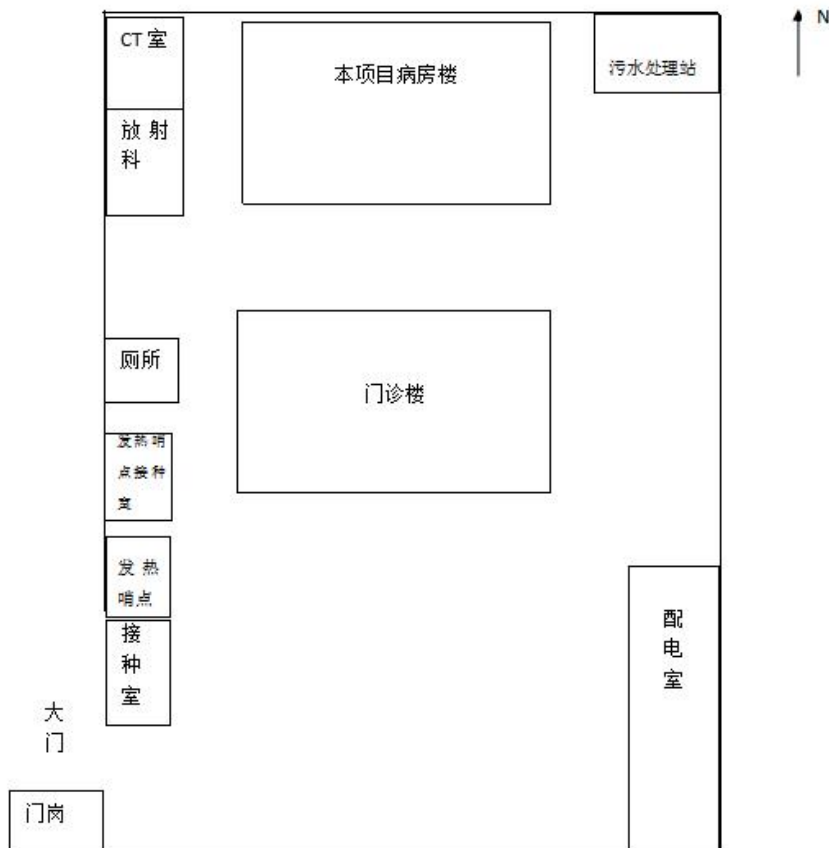 N
CT 室
本项目病房楼
污水处理站
放 射
科
厕所
门诊楼
发热哨
点接种
室
发 热
哨点
接
种
室
配
电
室
大
门
门岗